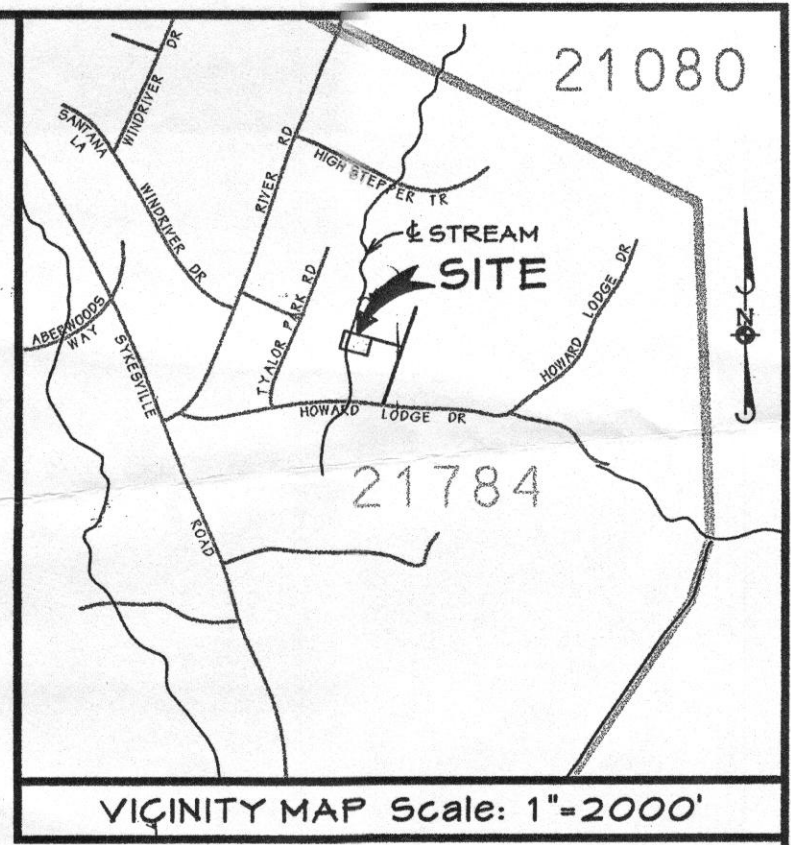 21080
WINDRIVER DR
SANTANA LA
WINDRIVER DR
RIVER RD
HIGH STEPPER TR
℄ STREAM
SITE
HOWARD LODGE DR
N
ABERWOODS WAY
SYKESVILLE ROAD
TYALOR PARK RD
HOWARD LODGE DR
21784
VICINITY MAP Scale: 1"=2000'